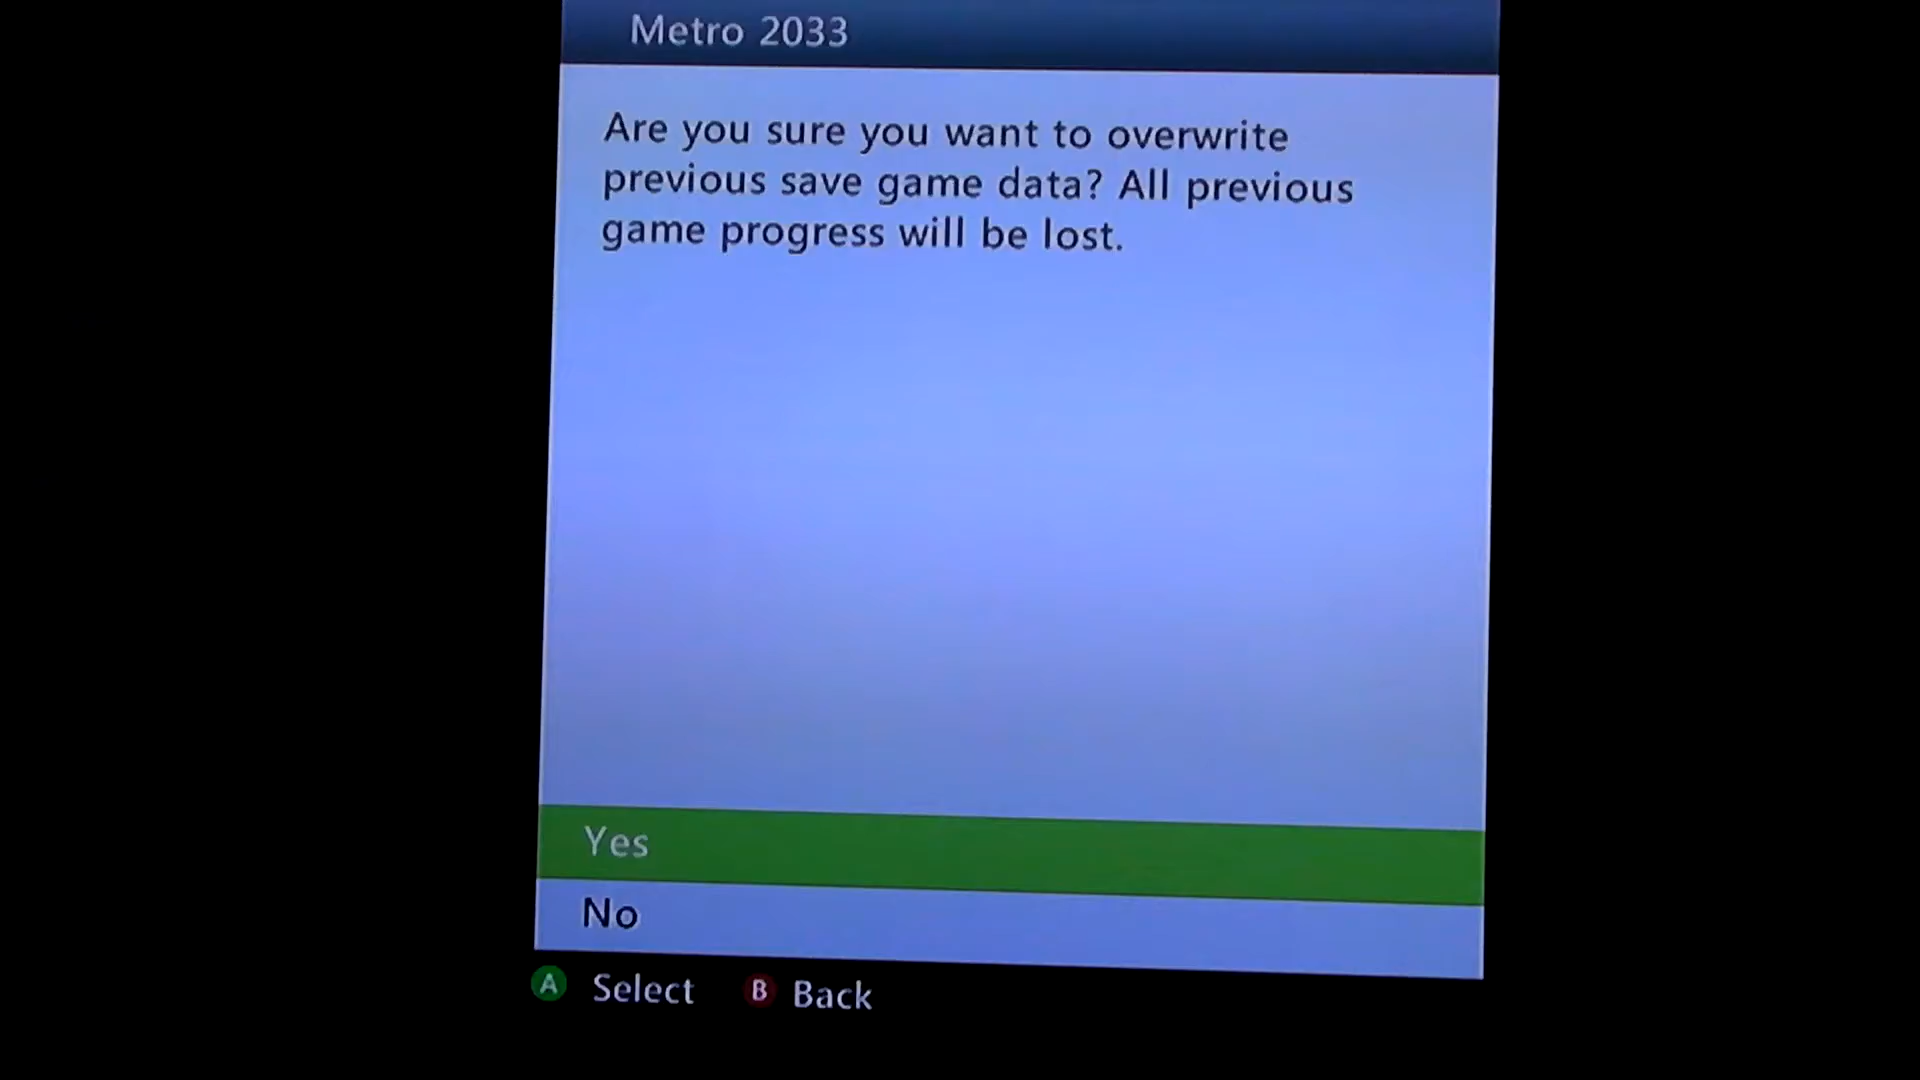 Metro 2033
Are you sure you want to overwrite
previous save game data? All previous
game progress will be lost.
Yes
No
A Select B Back